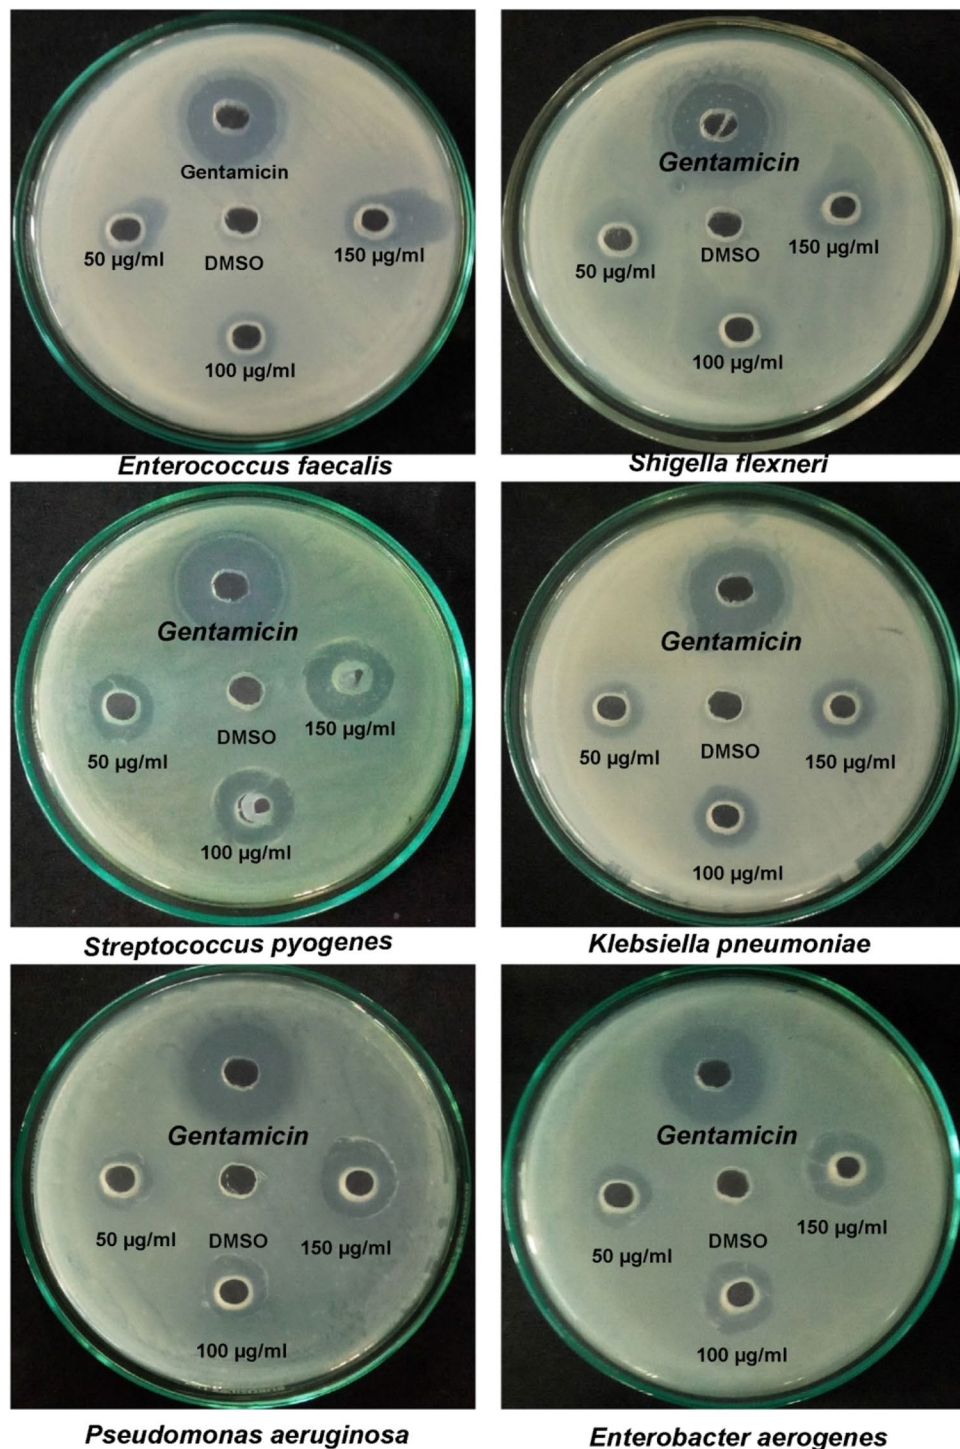 Gentamicin
50 µg/ml
DMSO
150 µg/ml
100 µg/ml
Enterococcus faecalis
Gentamicin
50 µg/ml
DMSO
150 µg/ml
100 µg/ml
Shigella flexneri
Gentamicin
50 µg/ml
DMSO
150 µg/ml
100 µg/ml
Streptococcus pyogenes
Gentamicin
50 µg/ml
DMSO
150 µg/ml
100 µg/ml
Klebsiella pneumoniae
Gentamicin
50 µg/ml
DMSO
150 µg/ml
100 µg/ml
Pseudomonas aeruginosa
Gentamicin
50 µg/ml
DMSO
150 µg/ml
100 µg/ml
Enterobacter aerogenes